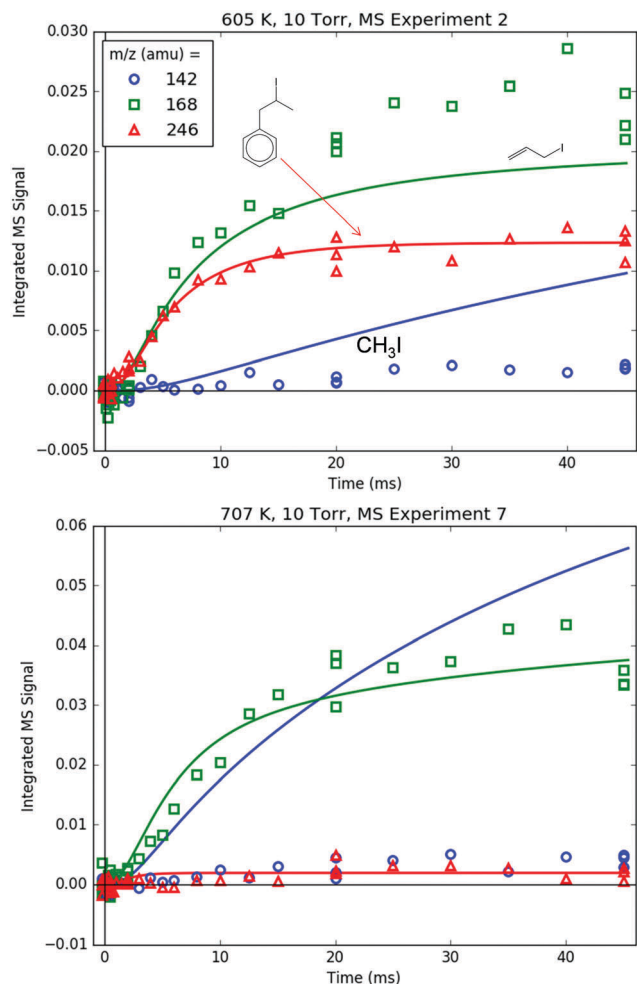 605 K, 10 Torr, MS Experiment 2
Integrated MS Signal
0.030
0.025
0.020
0.015
0.010
0.005
0.000
−0.005
m/z (amu) =
142
168
246
I
I
CH3I
0
10
20
30
40
Time (ms)
707 K, 10 Torr, MS Experiment 7
Integrated MS Signal
0.06
0.05
0.04
0.03
0.02
0.01
0.00
−0.01
0
10
20
30
40
Time (ms)